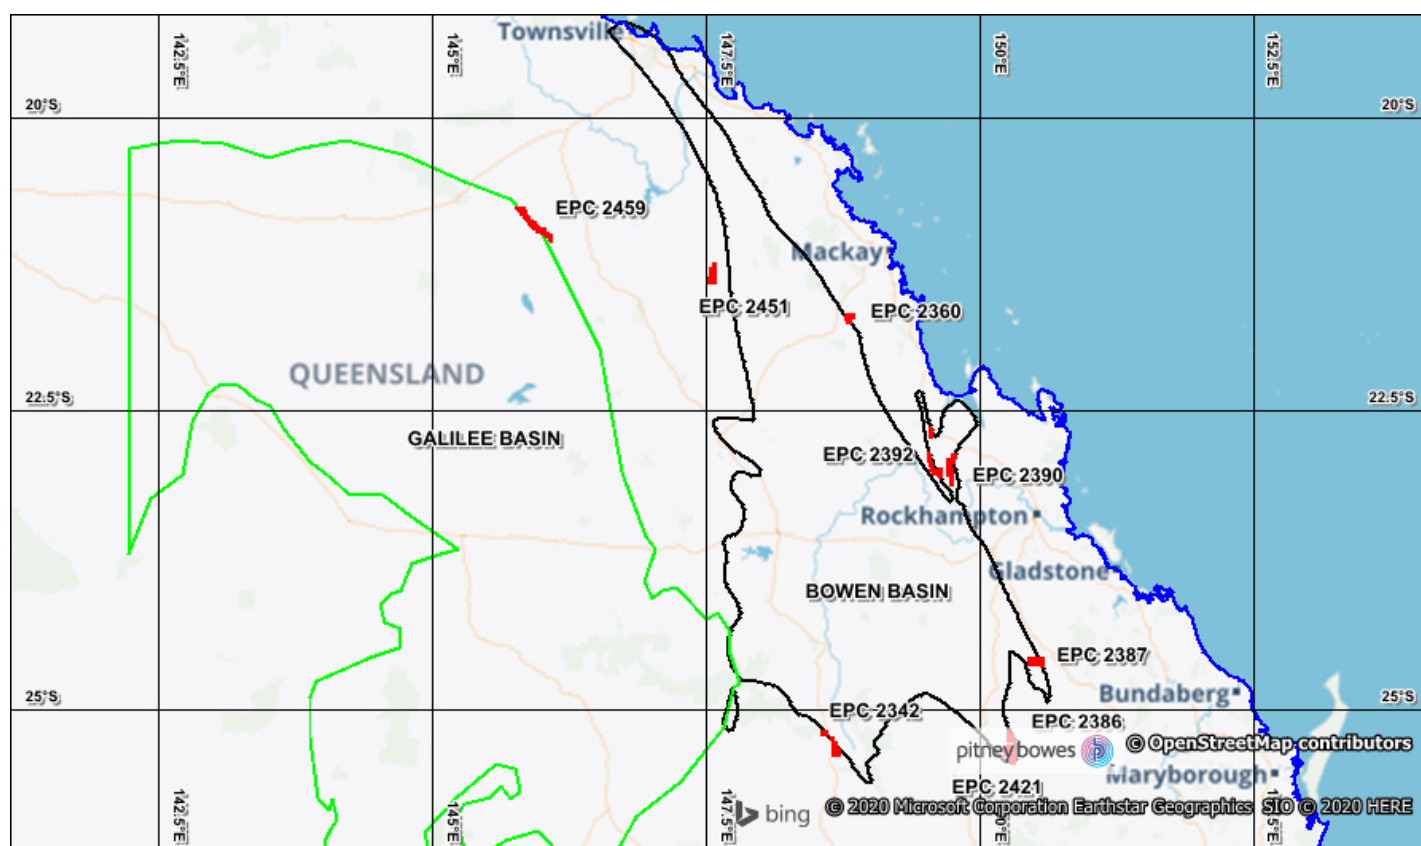 Townsville
142.5°E
145°E
147.5°E
150°E
152.5°E
20°S
20°S
EPC 2459
Mackay
EPC 2451
EPC 2360
QUEENSLAND
22.5°S
22.5°S
GALILEE BASIN
EPC 2392
EPC 2390
Rockhampton
Gladstone
BOWEN BASIN
EPC 2387
Bundaberg
25°S
25°S
EPC 2342
EPC 2386
pitney bowes
© OpenStreetMap contributors
Maryborough
EPC 2421
142.5°E
145°E
147.5°E
bing
© 2020 Microsoft Corporation Earthstar Geographics SIO © 2020 HERE